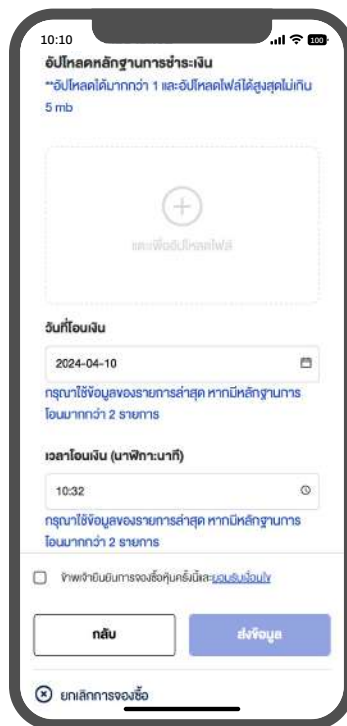 10:10
100
อัปโหลดหลักฐานการชำระเงิน
**อัปโหลดได้มากกว่า 1 และอัปโหลดไฟล์ได้สูงสุดไม่เกิน
5 mb
แตะเพื่ออัปโหลดไฟล์
วันที่โอนเงิน
2024-04-10
กรุณาใช้ข้อมูลของรายการล่าสุด หากมีหลักฐานการ
โอนมากกว่า 2 รายการ
เวลาโอนเงิน (นาฬิกา:นาที)
10:32
กรุณาใช้ข้อมูลของรายการล่าสุด หากมีหลักฐานการ
โอนมากกว่า 2 รายการ
ข้าพเจ้ายืนยันการจองซื้อหุ้นครั้งนี้และยอมรับเงื่อนไข
กลับ
ส่งข้อมูล
ยกเลิกการจองซื้อ